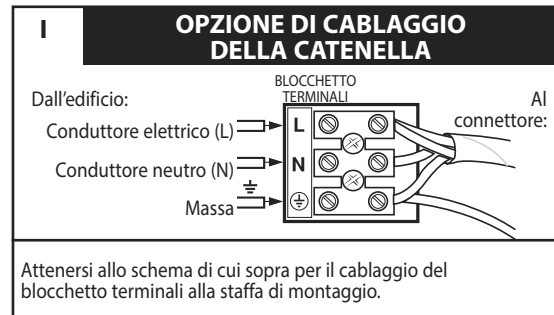 I
OPZIONE DI CABLAGGIO
DELLA CATENELLA
BLOCCHETTO
TERMINALI
Dall'edificio:
Al
connettore:
Conduttore elettrico (L)
L
Conduttore neutro (N)
N
Massa
Attenersi allo schema di cui sopra per il cablaggio del
blocchetto terminali alla staffa di montaggio.